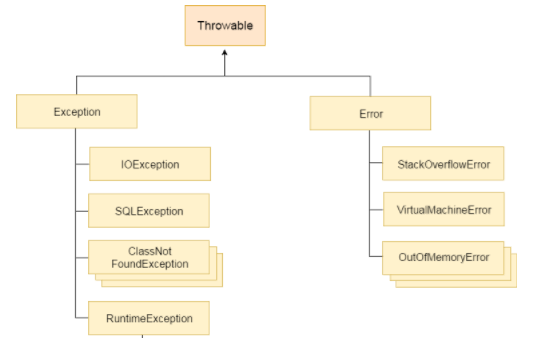 Throwable
Exception
Error
IOException
StackOverflowError
SQLException
VirtualMachineError
ClassNot
FoundException
OutOfMemoryError
RuntimeException